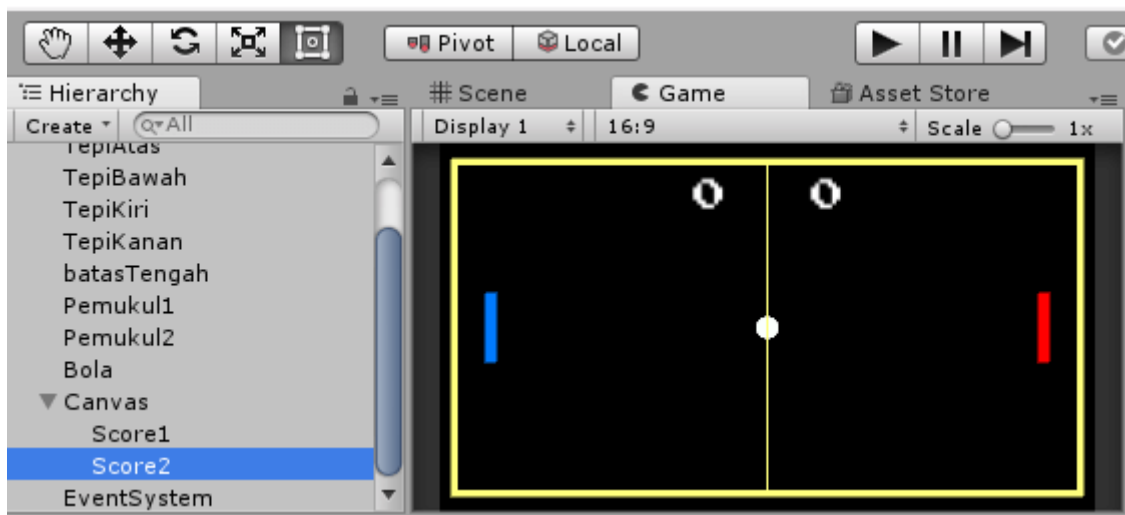 Pivot Local
Hierarchy # Scene Game Asset Store
Create All Display 1 16:9 Scale 1x
TepiAtas
TepiBawah
TepiKiri
TepiKanan
batasTengah
Pemukul1
Pemukul2
Bola
Canvas
Score1
Score2
EventSystem
0 0